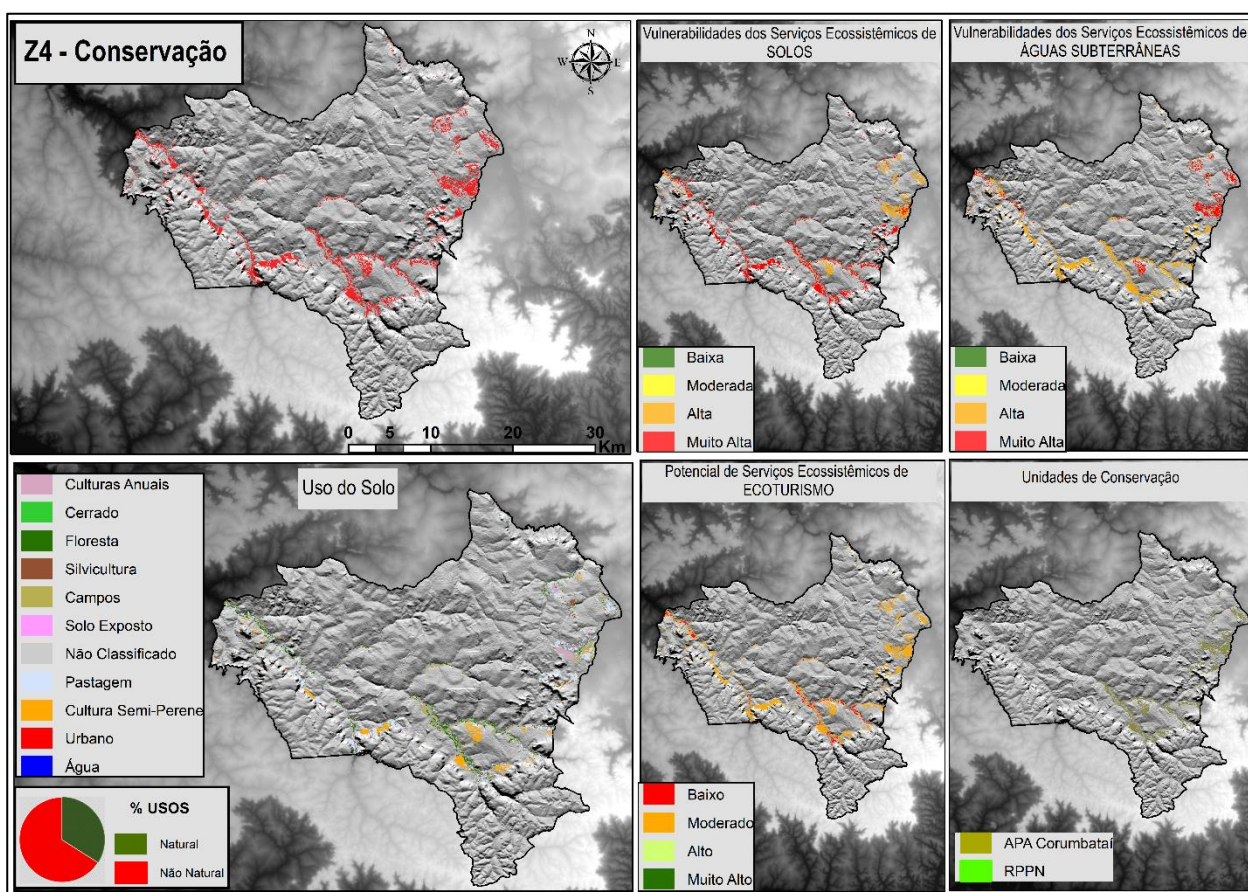 Z4 - Conservação
N
W
E
S
0 5 10 20 30
Km
Vulnerabilidades dos Serviços Ecossistêmicos de
SOLOS
Baixa
Moderada
Alta
Muito Alta
Vulnerabilidades dos Serviços Ecossistêmicos de
ÁGUAS SUBTERRÂNEAS
Baixa
Moderada
Alta
Muito Alta
Uso do Solo
Culturas Anuais
Cerrado
Floresta
Silvicultura
Campos
Solo Exposto
Não Classificado
Pastagem
Cultura Semi-Perene
Urbano
Água
% USOS
Natural
Não Natural
Potencial de Serviços Ecossistêmicos de
ECOTURISMO
Baixo
Moderado
Alto
Muito Alto
Unidades de Conservação
APA Corumbataí
RPPN